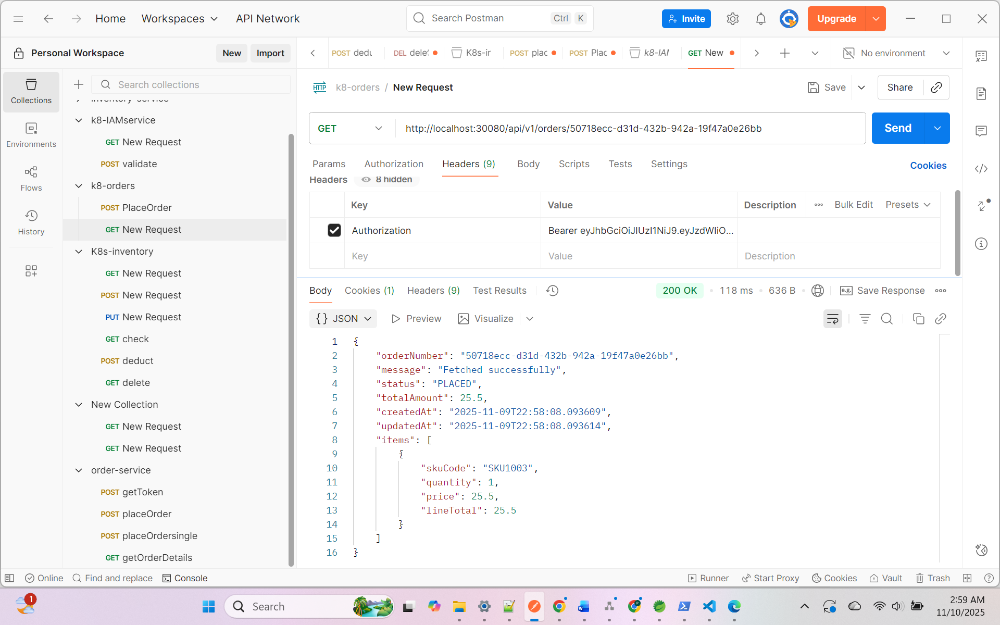 Home
Workspaces
API Network
Search Postman
Ctrl
K
Invite
Upgrade
Personal Workspace
New
Import
POST dedu
DEL dele
K8s-ir
POST plac
POST Plac
k8-IAM
GET New
No environment
Collections
Environments
Flows
History
Search collections
inventory-service
k8-IAMservice
GET New Request
POST validate
k8-orders
POST PlaceOrder
GET New Request
K8s-inventory
GET New Request
POST New Request
PUT New Request
GET check
POST deduct
GET delete
New Collection
GET New Request
GET New Request
order-service
POST getToken
POST placeOrder
POST placeOrdersingle
GET getOrderDetails
HTTP k8-orders / New Request
Save
Share
GET
http://localhost:30080/api/v1/orders/50718ecc-d31d-432b-942a-19f47a0e26bb
Send
Params
Authorization
Headers (9)
Body
Scripts
Tests
Settings
Cookies
Headers
8 hidden
Key
Value
Description
Bulk Edit
Presets
Authorization
Bearer eyJhbGciOiJIUzI1NiJ9.eyJzdWIiO...
Key
Value
Description
Body
Cookies (1)
Headers (9)
Test Results
200 OK
118 ms
636 B
e.g. Save Response
{} JSON
Preview
Visualize
1 {
2 "orderNumber": "50718ecc-d31d-432b-942a-19f47a0e26bb",
3 "message": "Fetched successfully",
4 "status": "PLACED",
5 "totalAmount": 25.5,
6 "createdAt": "2025-11-09T22:58:08.093609",
7 "updatedAt": "2025-11-09T22:58:08.093614",
8 "items": [
9 {
10 "skuCode": "SKU1003",
11 "quantity": 1,
12 "price": 25.5,
13 "lineTotal": 25.5
14 }
15 ]
16 }
Online
Find and replace
Console
Runner
Start Proxy
Cookies
Vault
Trash
1
Search
2:59 AM
11/10/2025